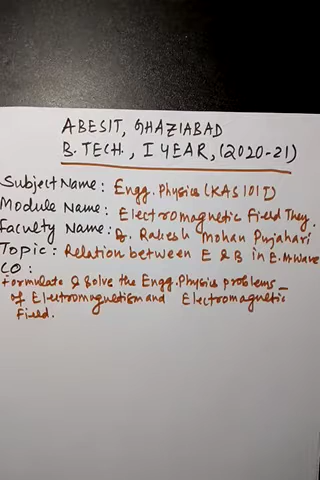 ABESIT, GHAZIABAD
B.TECH., I YEAR, (2020-21)
Subject Name: Engg. Physics (KAS 101T)
Module Name: Electromagnetic Field They.
Faculty Name: Dr. Rakesh Mohan Pujahari
Topic: Relation between E & B in E.M Wave
CO:
Formulate & Solve the Engg. Physics problems
of Electromagnetism and Electromagnetic
Field.